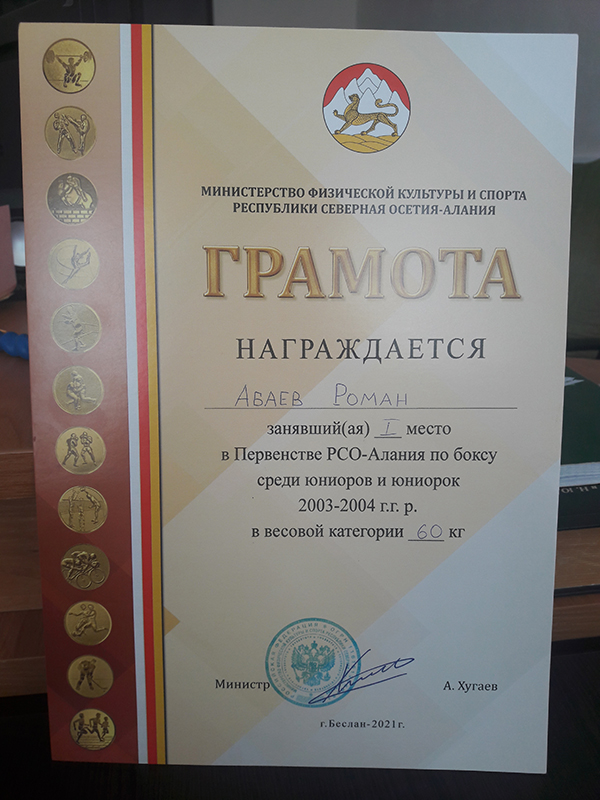 МИНИСТЕРСТВО ФИЗИЧЕСКОЙ КУЛЬТУРЫ И СПОРТА
РЕСПУБЛИКИ СЕВЕРНАЯ ОСЕТИЯ-АЛАНИЯ
ГРАМОТА
НАГРАЖДАЕТСЯ
АБАЕВ РОМАН
занявший(ая) I место
в Первенстве РСО-Алания по боксу
среди юниоров и юниорок
2003-2004 г.г. р.
в весовой категории 60 кг
Министр
А. Хугаев
г.Беслан-2021г.